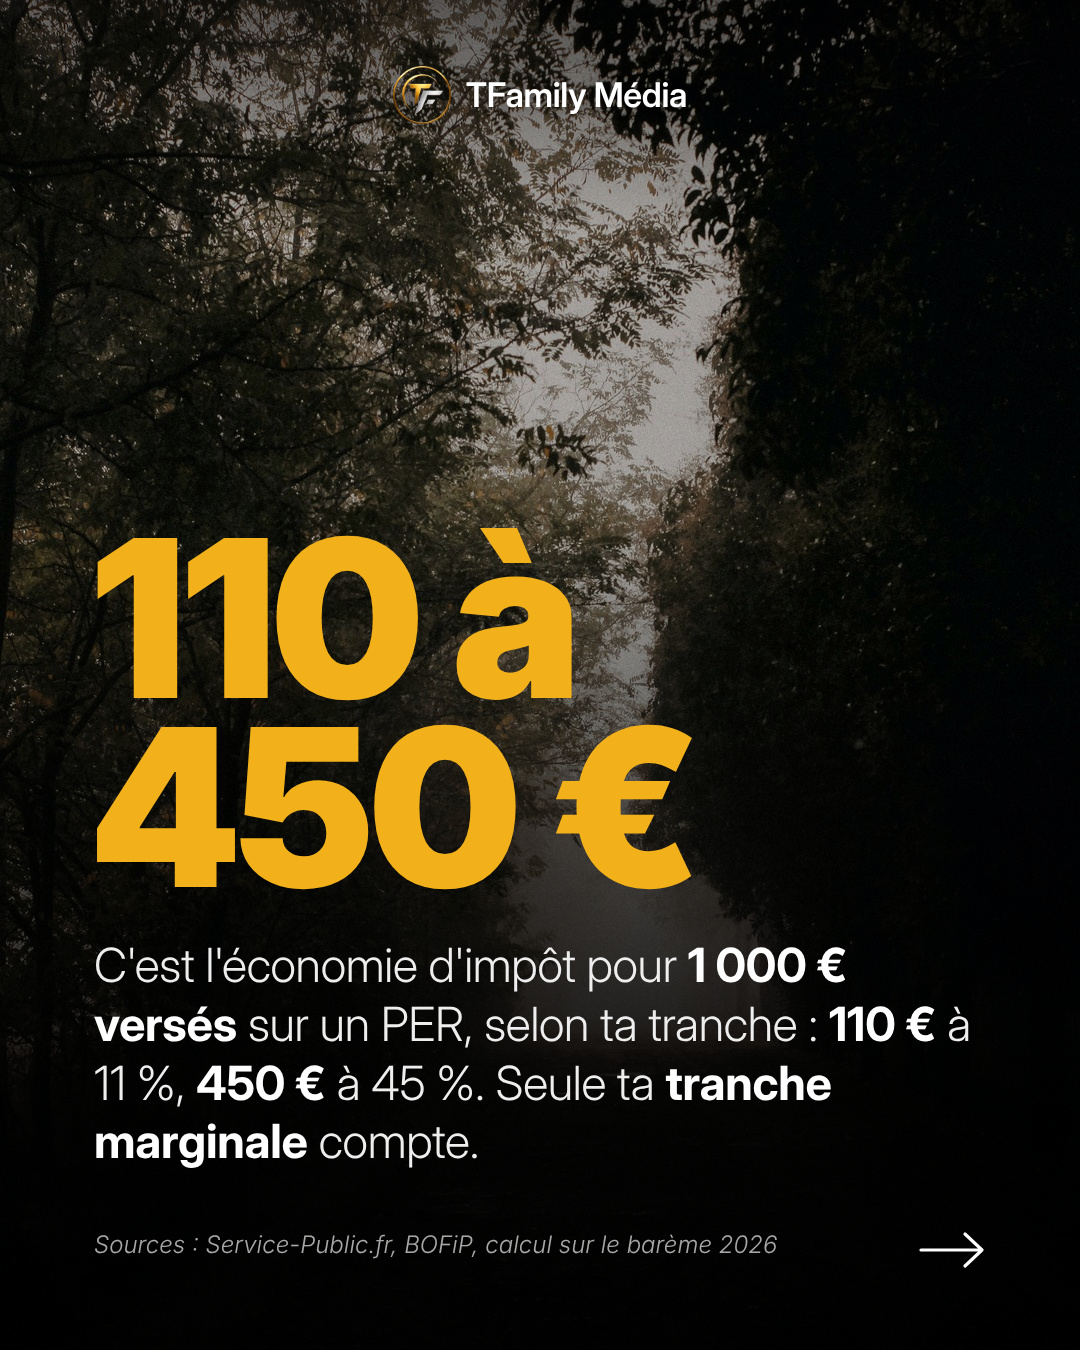 TF TFamily Média
110 à
450 €
C'est l'économie d'impôt pour 1 000 €
versés sur un PER, selon ta tranche : 110 € à
11 %, 450 € à 45 %. Seule ta tranche
marginale compte.
Sources : Service-Public.fr, BOFiP, calcul sur le barème 2026